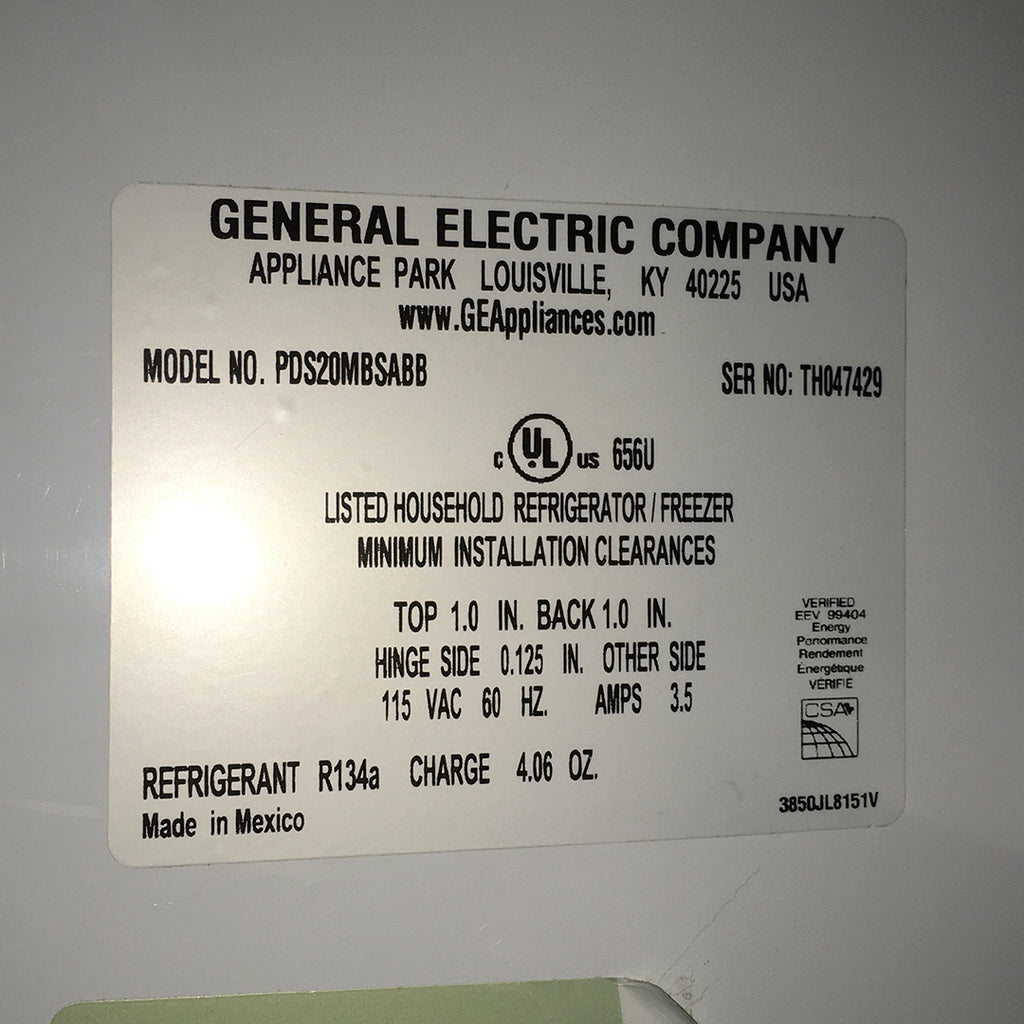 GENERAL ELECTRIC COMPANY
APPLIANCE PARK LOUISVILLE, KY 40225 USA
www.GEAppliances.com
MODEL NO. PDS20MBSABB
SER NO: TH047429
c UL us 656U
LISTED HOUSEHOLD REFRIGERATOR / FREEZER
MINIMUM INSTALLATION CLEARANCES
TOP 1.0 IN. BACK 1.0 IN.
HINGE SIDE 0.125 IN. OTHER SIDE
115 VAC 60 HZ. AMPS 3.5
VERIFIED
EEV 99404
Energy
Performance
Rendement
Énergétique
VÉRIFIÉ
CSA
REFRIGERANT R134a CHARGE 4.06 OZ.
Made in Mexico
3850JL8151V